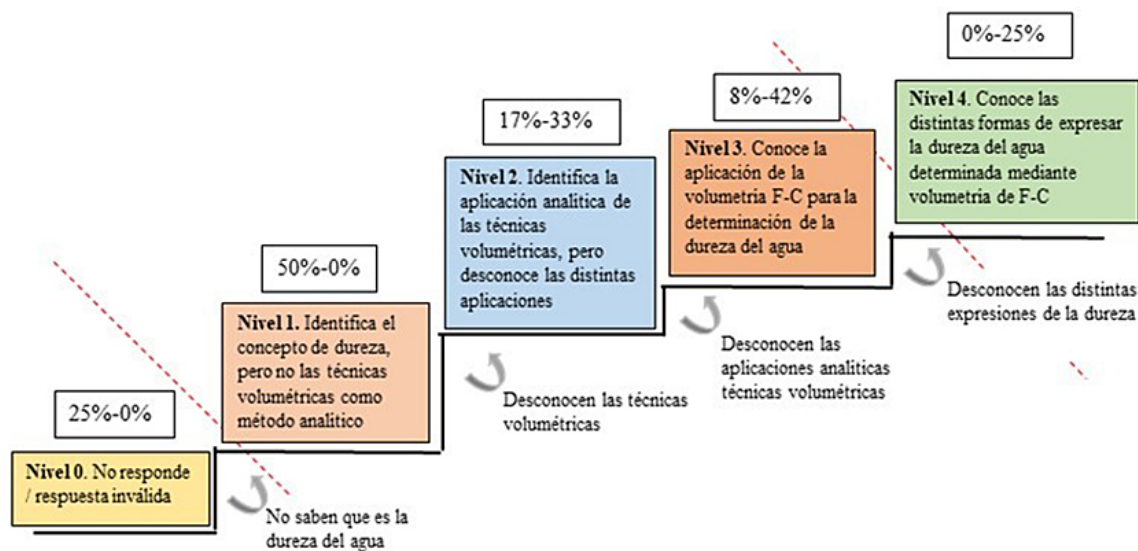 0%-25%
Nivel 4. Conoce las
distintas formas de expresar
la dureza del agua
determinada mediante
volumetria de F-C
8%-42%
Nivel 3. Conoce la
aplicación de la
volumetria F-C para la
determinación de la
dureza del agua
17%-33%
Nivel 2. Identifica la
aplicación analitica de
las técnicas
volumétricas, pero
desconoce las distintas
aplicaciones
50%-0%
Nivel 1. Identifica el
concepto de dureza,
pero no las técnicas
volumétricas como
método analitico
25%-0%
Nivel 0. No responde
/ respuesta inválida
No saben que es la
dureza del agua
Desconocen las técnicas
volumétricas
Desconocen las
aplicaciones analiticas
técnicas volumétricas
Desconocen las distintas
expresiones de la dureza